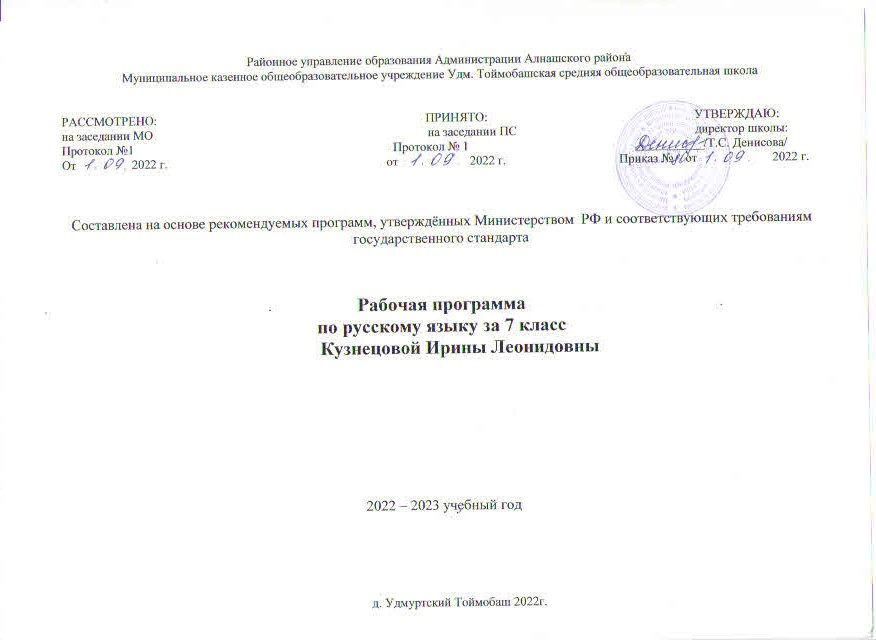 Районное управление образования Администрации Алнашского района
Муниципальное казенное общеобразовательное учреждение Удм. Тоймобашская средняя общеобразовательная школа
РАССМОТРЕНО:
на заседании МО
Протокол №1
От 1.09. 2022 г.
ПРИНЯТО:
на заседании ПС
Протокол № 1
от 1.09. 2022 г.
УТВЕРЖДАЮ:
директор школы:
/Т.С. Денисова/
Приказ № от 1.09. 2022 г.
Составлена на основе рекомендуемых программ, утверждённых Министерством РФ и соответствующих требованиям
государственного стандарта
Рабочая программа
по русскому языку за 7 класс
Кузнецовой Ирины Леонидовны
2022 – 2023 учебный год
д. Удмуртский Тоймобаш 2022г.